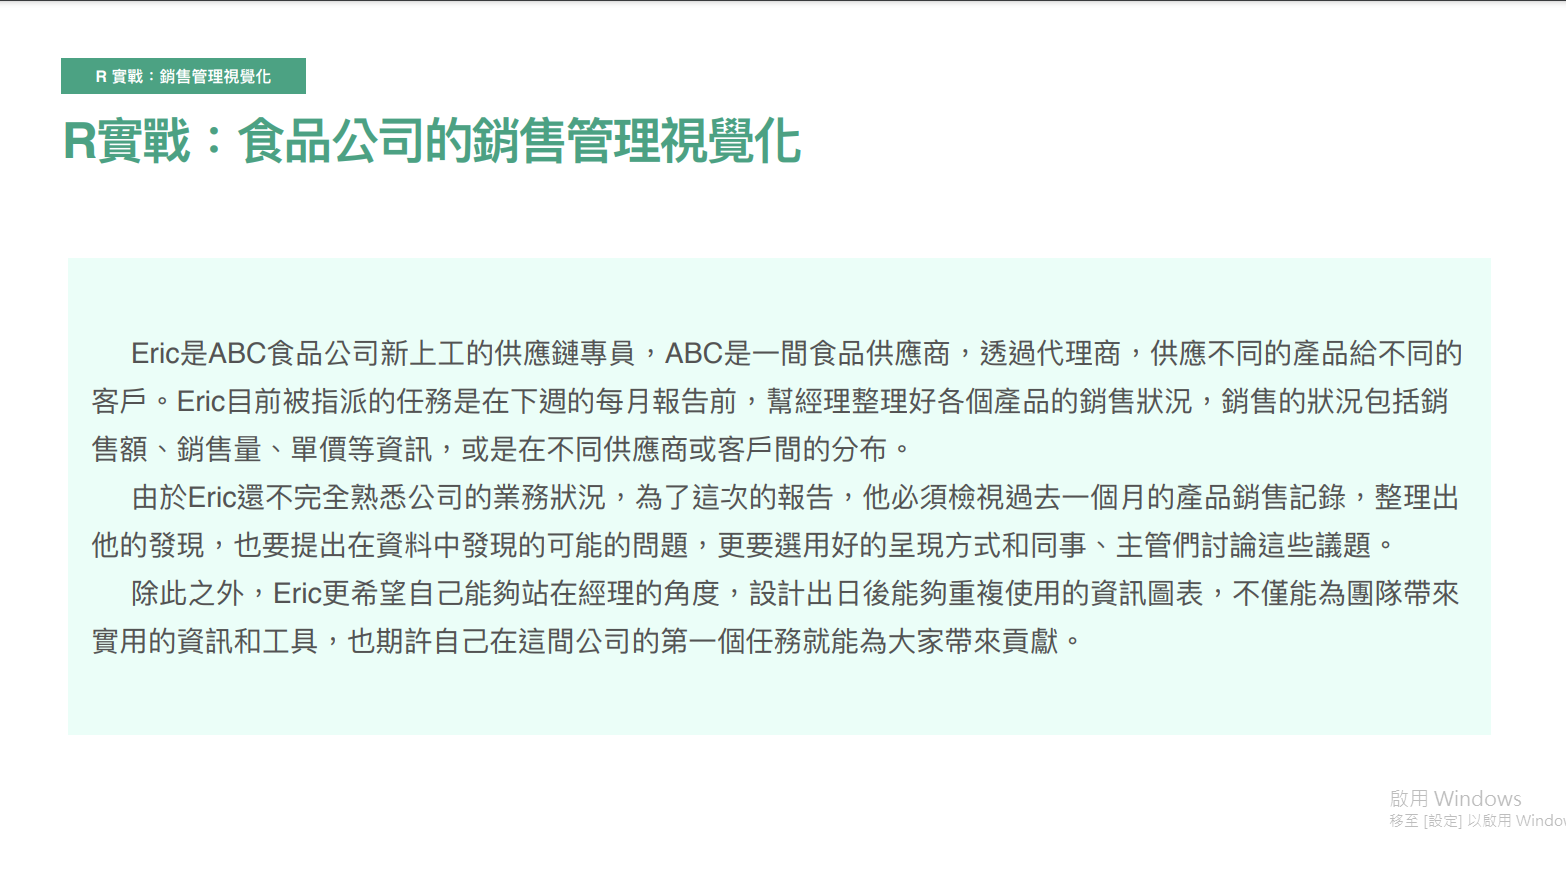 R 實戰：銷售管理視覺化
R實戰：食品公司的銷售管理視覺化
Eric是ABC食品公司新上工的供應鏈專員，ABC是一間食品供應商，透過代理商，供應不同的產品給不同的
客戶。Eric目前被指派的任務是在下週的每月報告前，幫經理整理好各個產品的銷售狀況，銷售的狀況包括銷
售額、銷售量、單價等資訊，或是在不同供應商或客戶間的分布。
由於Eric還不完全熟悉公司的業務狀況，為了這次的報告，他必須檢視過去一個月的產品銷售記錄，整理出
他的發現，也要提出在資料中發現的可能的問題，更要選用好的呈現方式和同事、主管們討論這些議題。
除此之外，Eric更希望自己能夠站在經理的角度，設計出日後能夠重複使用的資訊圖表，不僅能為團隊帶來
實用的資訊和工具，也期許自己在這間公司的第一個任務就能為大家帶來貢獻。
啟用 Windows
移至 [設定] 以啟用 Window